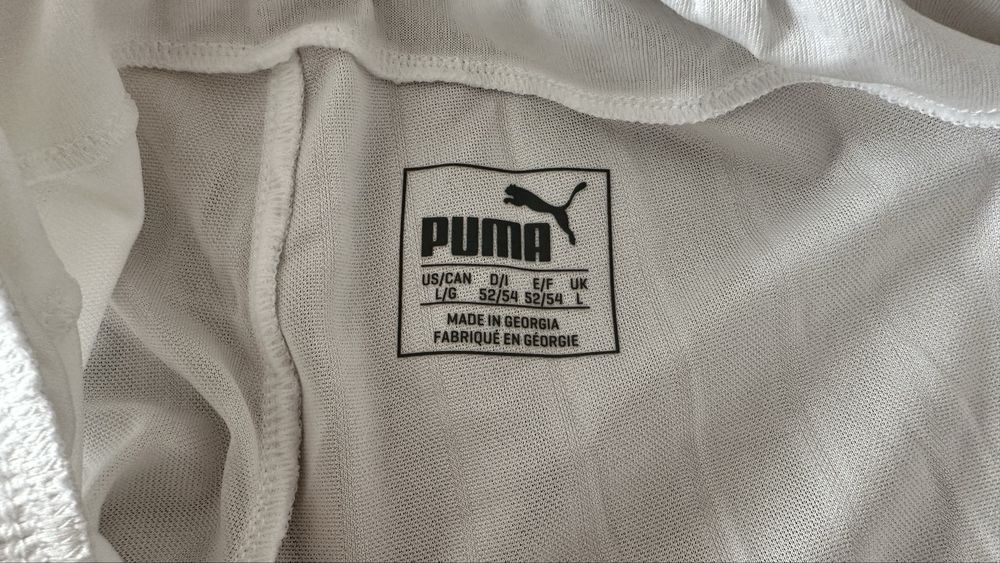 PUMA
US/CAN D/I E/F UK
L/G 52/54 52/54 L
MADE IN GEORGIA
FABRIQUÉ EN GÉORGIE